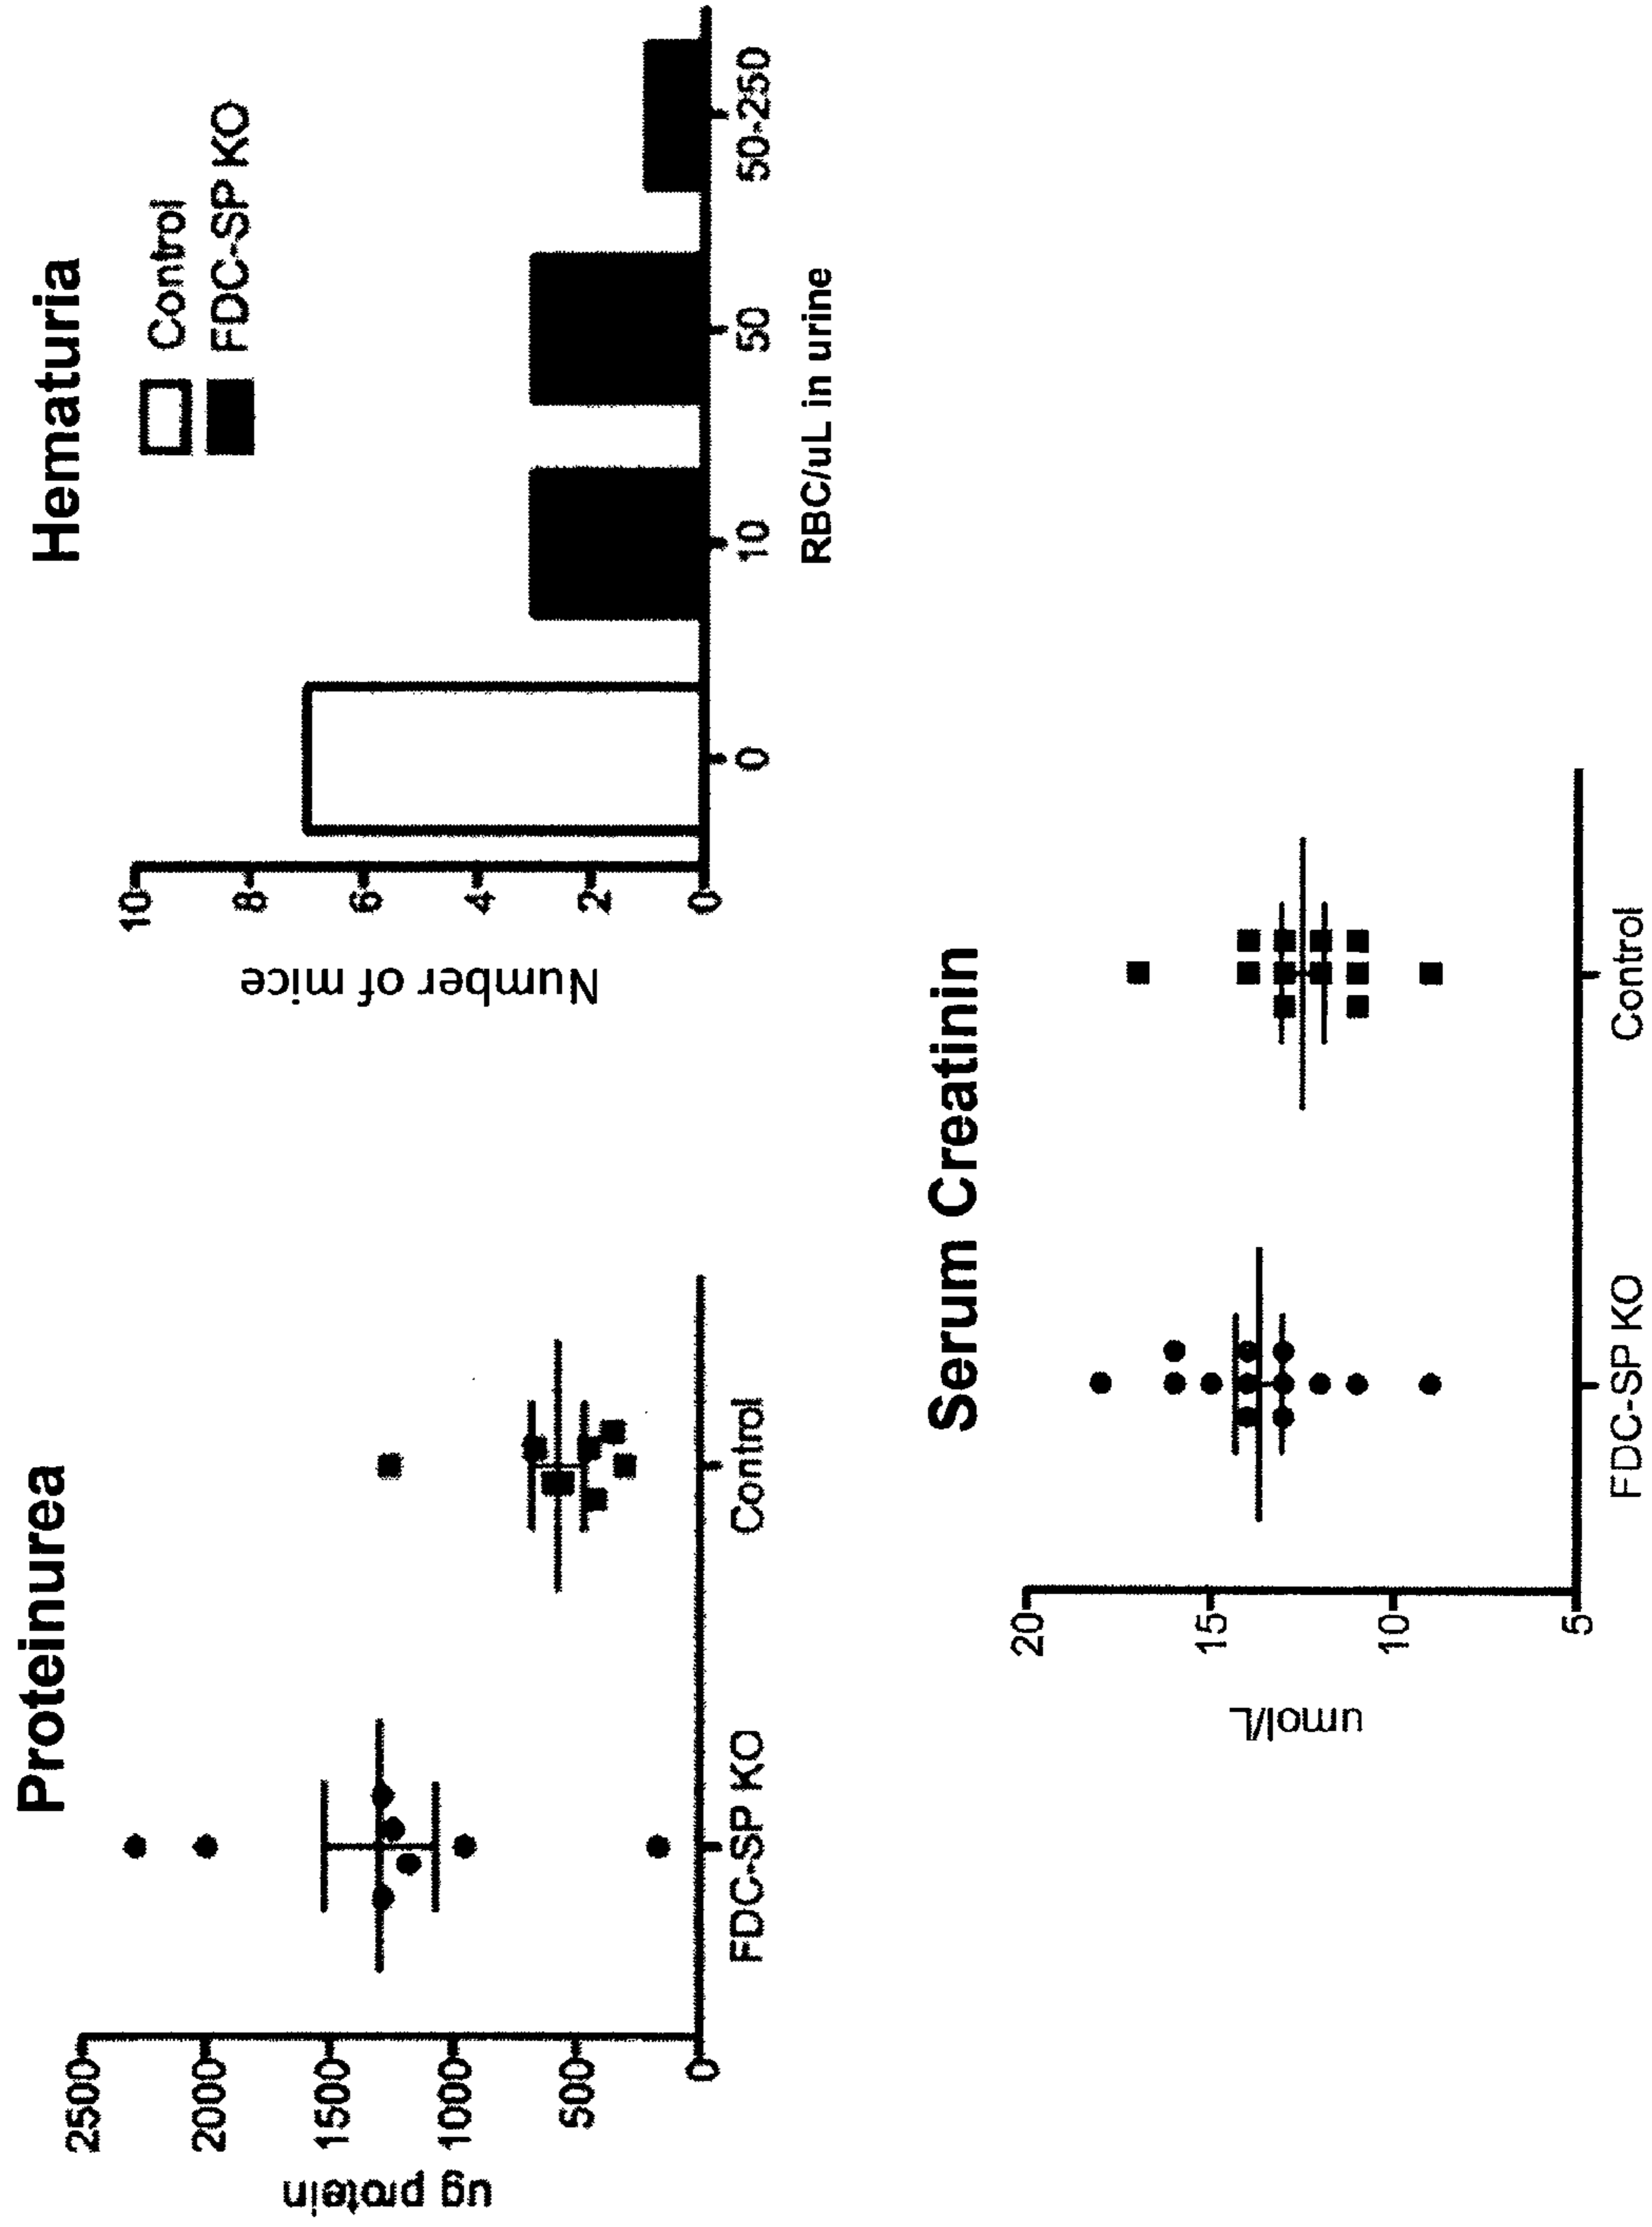 Proteinurea
ug protein
2500
2000
1500
1000
500
0
FDC-SP KO
Control
Hematuria
Control
FDC-SP KO
Number of mice
10
8
6
4
2
0
0
10
50
50-250
RBC/uL in urine
Serum Creatinin
umol/L
20
15
10
5
FDC-SP KO
Control